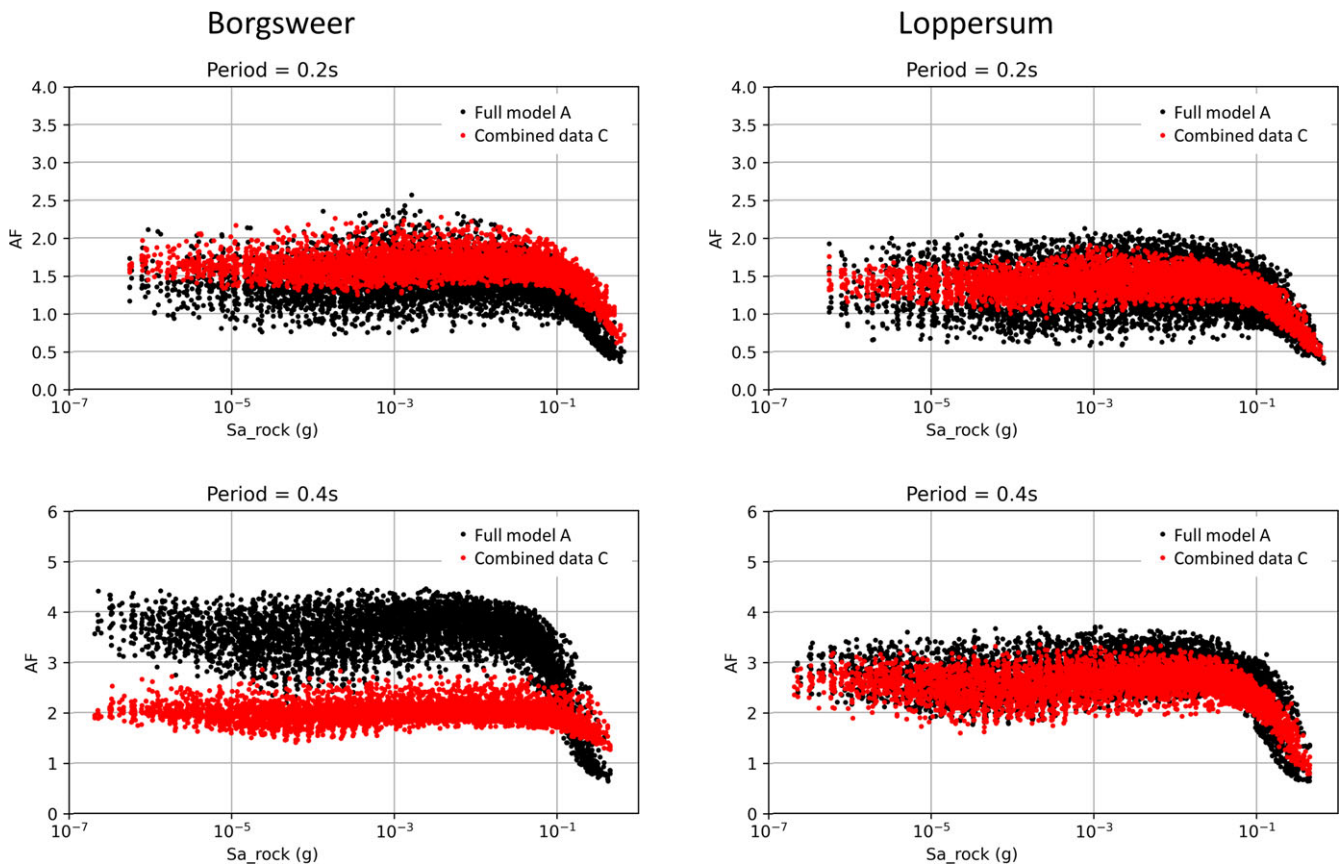 Borgsweer
Loppersum
Period = 0.2s
4.0
3.5
3.0
2.5
2.0
1.5
1.0
0.5
0.0
AF
Full model A
Combined data C
10⁻⁷
10⁻⁵
10⁻³
10⁻¹
Sa_rock (g)
Period = 0.2s
4.0
3.5
3.0
2.5
2.0
1.5
1.0
0.5
0.0
AF
Full model A
Combined data C
10⁻⁷
10⁻⁵
10⁻³
10⁻¹
Sa_rock (g)
Period = 0.4s
6
5
4
3
2
1
0
AF
Full model A
Combined data C
10⁻⁷
10⁻⁵
10⁻³
10⁻¹
Sa_rock (g)
Period = 0.4s
6
5
4
3
2
1
0
AF
Full model A
Combined data C
10⁻⁷
10⁻⁵
10⁻³
10⁻¹
Sa_rock (g)